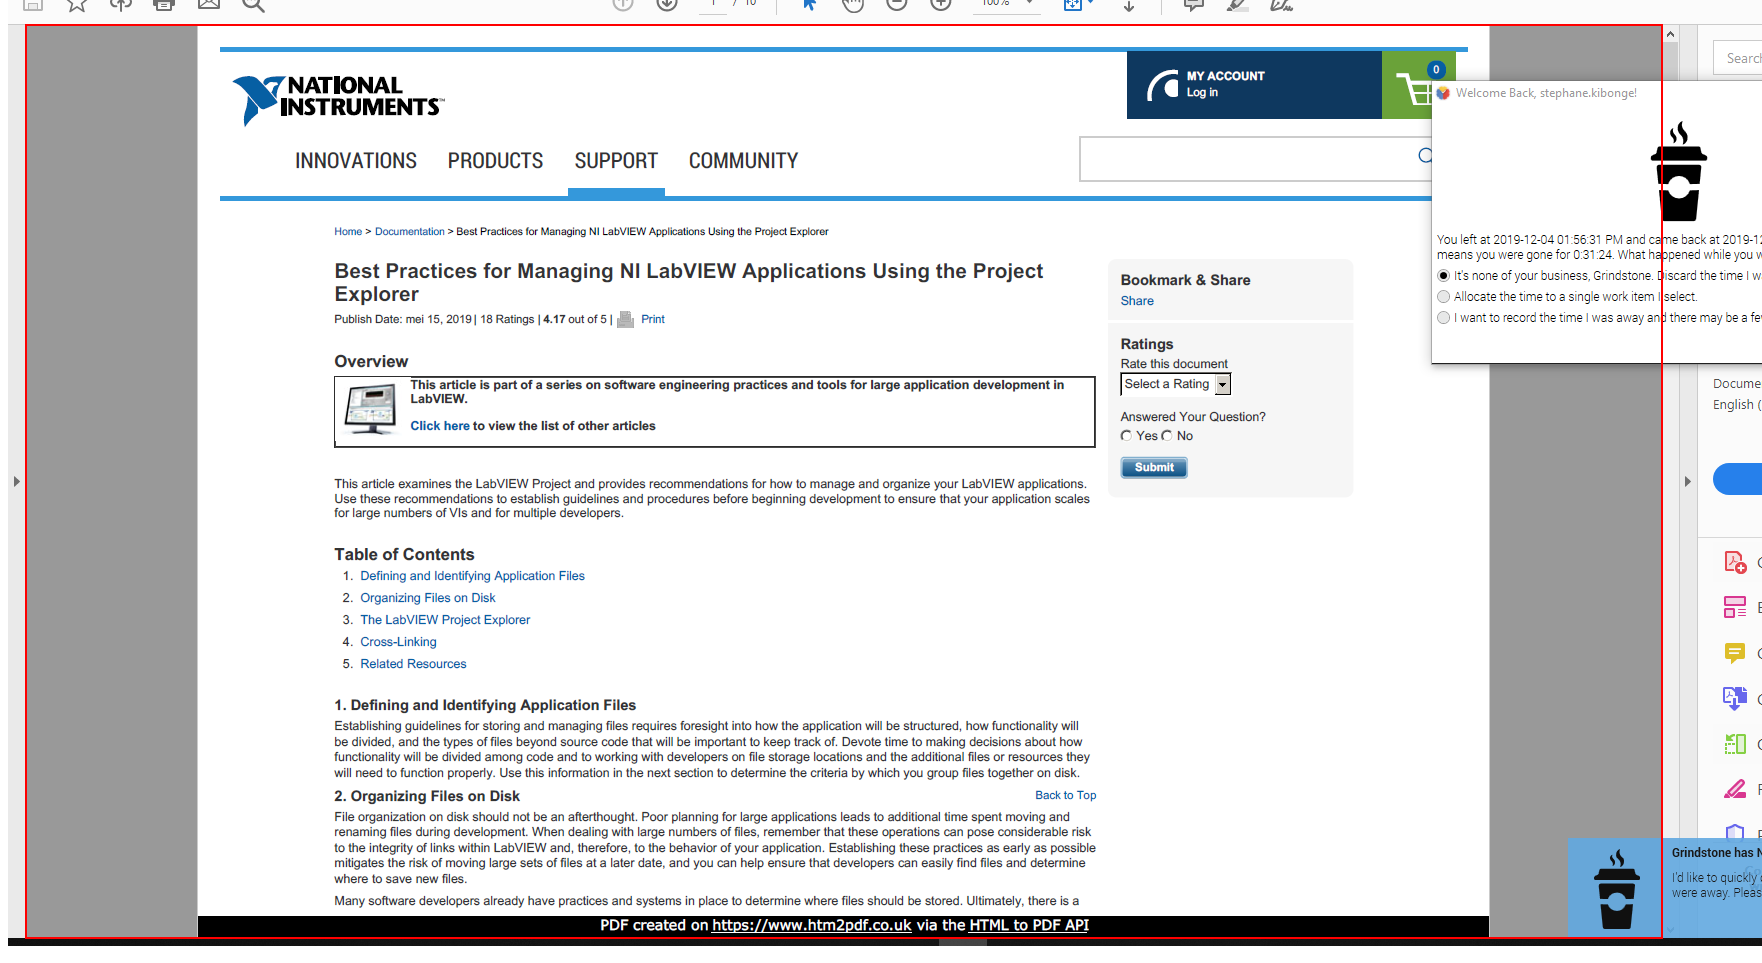 1 / 10
100%
NATIONAL
INSTRUMENTS™
MY ACCOUNT
Log in
0
INNOVATIONS PRODUCTS SUPPORT COMMUNITY
Searc
Welcome Back, stephane.kibonge!
You left at 2019-12-04 01:56:31 PM and came back at 2019-12
means you were gone for 0:31:24. What happened while you w
It's none of your business, Grindstone. Discard the time I w
Allocate the time to a single work item I select.
I want to record the time I was away and there may be a fe
Docume
English (
Home > Documentation > Best Practices for Managing NI LabVIEW Applications Using the Project Explorer
Best Practices for Managing NI LabVIEW Applications Using the Project
Explorer
Publish Date: mei 15, 2019 | 18 Ratings | 4.17 out of 5 | Print
Bookmark & Share
Share
Ratings
Rate this document
Select a Rating
Answered Your Question?
Yes No
Submit
Overview
This article is part of a series on software engineering practices and tools for large application development in
LabVIEW.
Click here to view the list of other articles
This article examines the LabVIEW Project and provides recommendations for how to manage and organize your LabVIEW applications.
Use these recommendations to establish guidelines and procedures before beginning development to ensure that your application scales
for large numbers of VIs and for multiple developers.
Table of Contents
1. Defining and Identifying Application Files
2. Organizing Files on Disk
3. The LabVIEW Project Explorer
4. Cross-Linking
5. Related Resources
1. Defining and Identifying Application Files
Establishing guidelines for storing and managing files requires foresight into how the application will be structured, how functionality will
be divided, and the types of files beyond source code that will be important to keep track of. Devote time to making decisions about how
functionality will be divided among code and to working with developers on file storage locations and the additional files or resources they
will need to function properly. Use this information in the next section to determine the criteria by which you group files together on disk.
2. Organizing Files on Disk
Back to Top
File organization on disk should not be an afterthought. Poor planning for large applications leads to additional time spent moving and
renaming files during development. When dealing with large numbers of files, remember that these operations can pose considerable risk
to the integrity of links within LabVIEW and, therefore, to the behavior of your application. Establishing these practices as early as possible
mitigates the risk of moving large sets of files at a later date, and you can help ensure that developers can easily find files and determine
where to save new files.
Many software developers already have practices and systems in place to determine where files should be stored. Ultimately, there is a
PDF created on https://www.htm2pdf.co.uk via the HTML to PDF API
Grindstone has N
I'd like to quickly
were away. Pleas